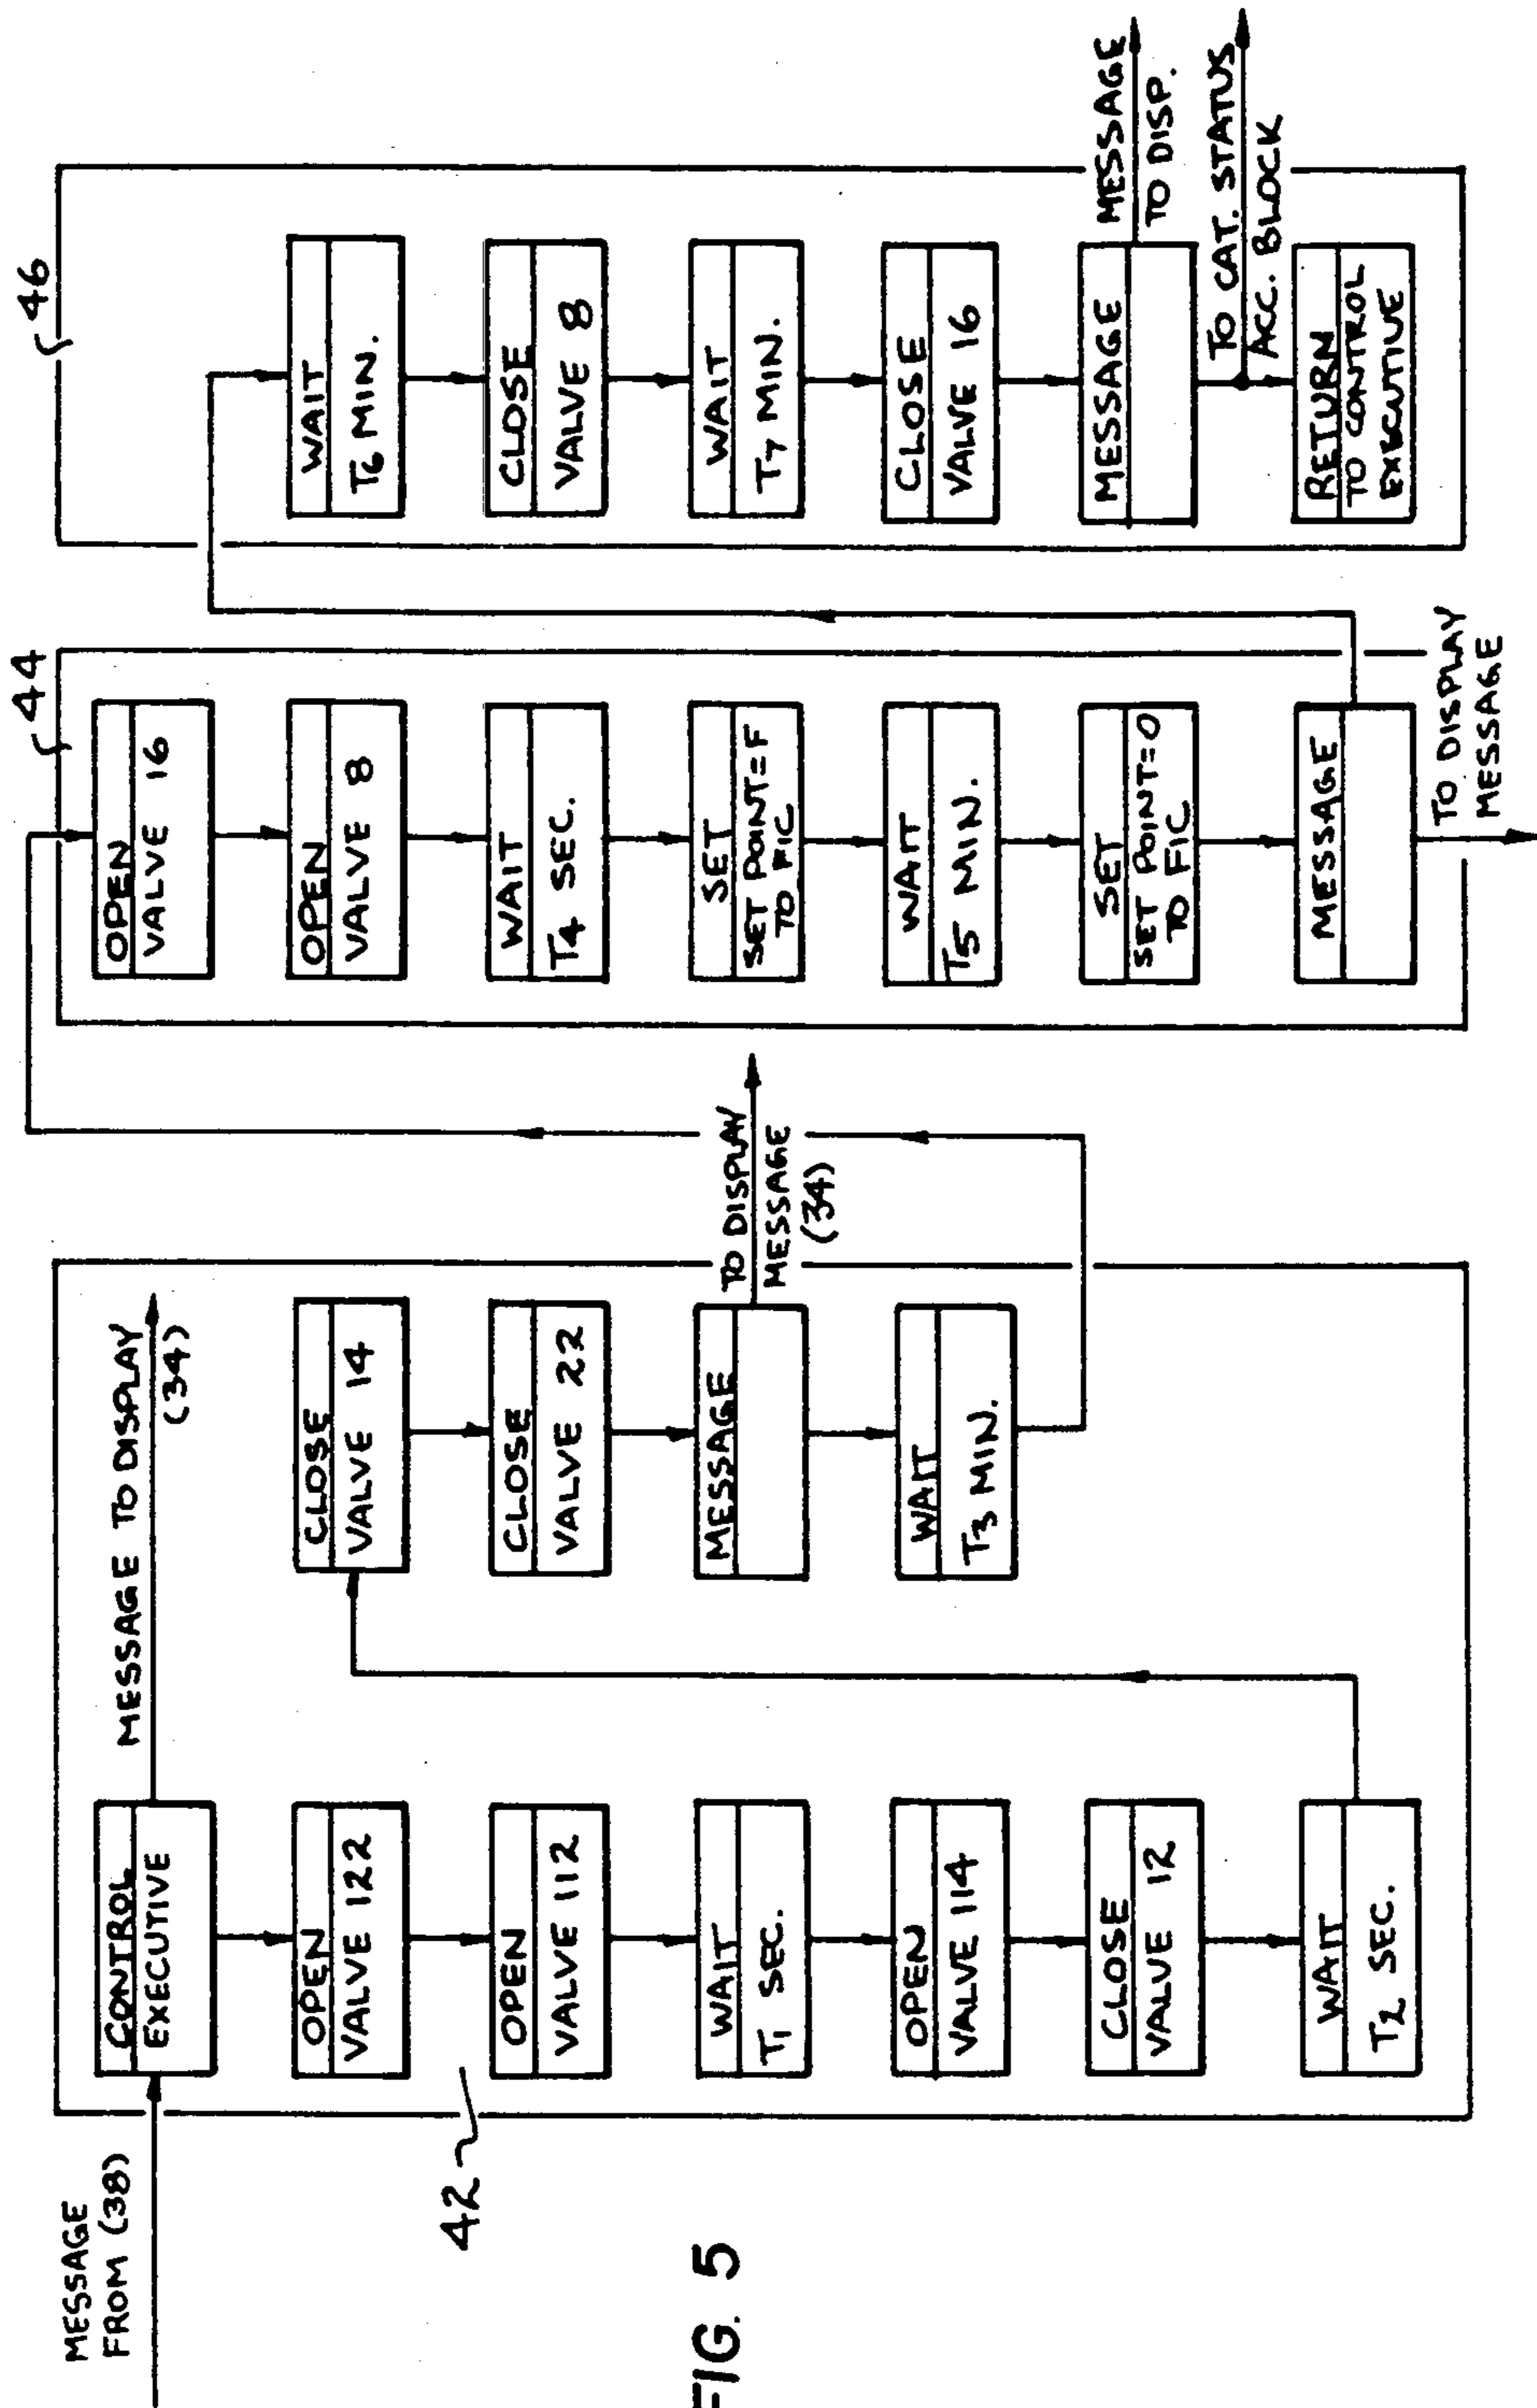 MESSAGE
FROM (38)
CONTROL
EXECUTIVE
MESSAGE TO DISPLAY
(34)
OPEN
VALVE 122
OPEN
VALVE 112
WAIT
T1 SEC.
OPEN
VALVE 114
CLOSE
VALVE 12
WAIT
T2 SEC.
42
CLOSE
VALVE 14
CLOSE
VALVE 22
MESSAGE
TO DISPLAY
MESSAGE
(34)
WAIT
T3 MIN.
44
OPEN
VALVE 16
OPEN
VALVE 8
WAIT
T4 SEC.
SET
SET POINT=F
TO FIC
WAIT
T5 MIN.
SET
SET POINT=0
TO FIC
MESSAGE
TO DISPLAY
MESSAGE
46
WAIT
T6 MIN.
CLOSE
VALVE 8
WAIT
T7 MIN.
CLOSE
VALVE 16
MESSAGE
MESSAGE
TO DISP.
TO CAT. STATUS
ACC. BLOCK
RETURN
TO CONTROL
EXECUTIVE
FIG. 5